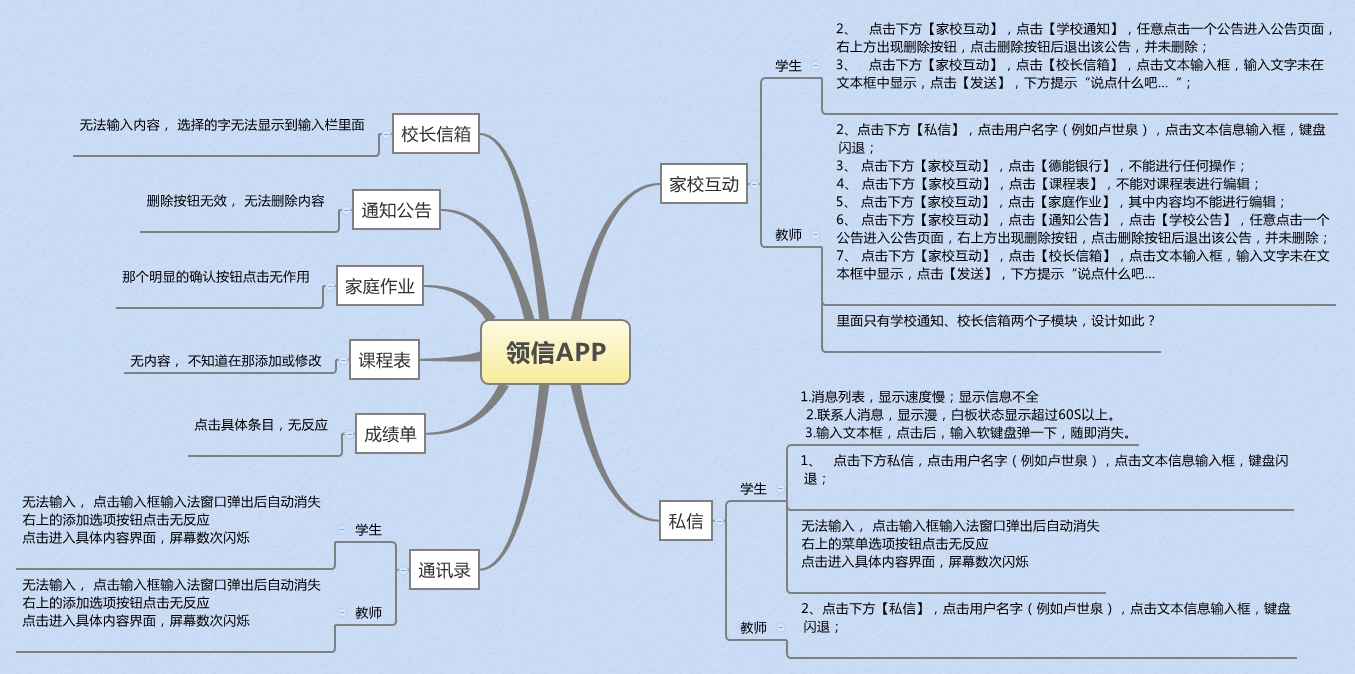 领信APP
家校互动
学生
2、 点击下方【家校互动】，点击【学校通知】，任意点击一个公告进入公告页面，
右上方出现删除按钮，点击删除按钮后退出该公告，并未删除；
3、 点击下方【家校互动】，点击【校长信箱】，点击文本输入框，输入文字未在
文本框中显示，点击【发送】，下方提示“说点什么吧...“；
教师
2、点击下方【私信】，点击用户名字（例如卢世泉），点击文本信息输入框，键盘
闪退；
3、 点击下方【家校互动】，点击【德能银行】，不能进行任何操作；
4、 点击下方【家校互动】，点击【课程表】，不能对课程表进行编辑；
5、 点击下方【家校互动】，点击【家庭作业】，其中内容均不能进行编辑；
6、 点击下方【家校互动】，点击【通知公告】，点击【学校公告】，任意点击一个
公告进入公告页面，右上方出现删除按钮，点击删除按钮后退出该公告，并未删除；
7、 点击下方【家校互动】，点击【校长信箱】，点击文本输入框，输入文字未在文
本框中显示，点击【发送】，下方提示“说点什么吧...
里面只有学校通知、校长信箱两个子模块，设计如此？
私信
学生
1.消息列表，显示速度慢；显示信息不全
2.联系人消息，显示漫，白板状态显示超过60S以上。
3.输入文本框，点击后，输入软键盘弹一下，随即消失。
1、 点击下方私信，点击用户名字（例如卢世泉），点击文本信息输入框，键盘闪
退；
无法输入， 点击输入框输入法窗口弹出后自动消失
右上的菜单选项按钮点击无反应
点击进入具体内容界面，屏幕数次闪烁
教师
2、点击下方【私信】，点击用户名字（例如卢世泉），点击文本信息输入框，键盘
闪退；
校长信箱
无法输入内容， 选择的字无法显示到输入栏里面
通知公告
删除按钮无效， 无法删除内容
家庭作业
那个明显的确认按钮点击无作用
课程表
无内容， 不知道在那添加或修改
成绩单
点击具体条目，无反应
通讯录
学生
无法输入， 点击输入框输入法窗口弹出后自动消失
右上的添加选项按钮点击无反应
点击进入具体内容界面，屏幕数次闪烁
教师
无法输入， 点击输入框输入法窗口弹出后自动消失
右上的添加选项按钮点击无反应
点击进入具体内容界面，屏幕数次闪烁